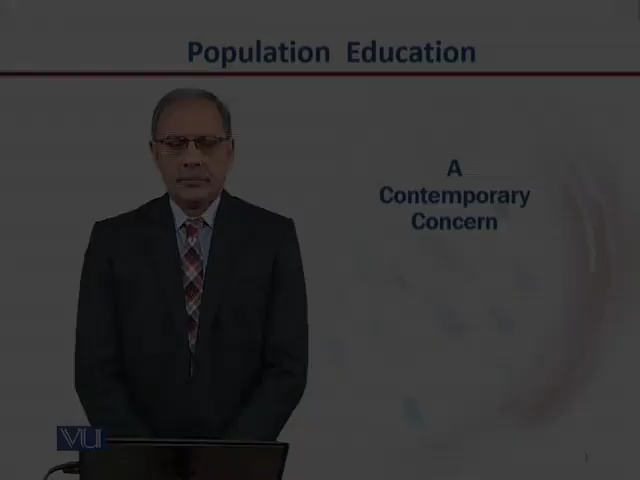 Population Education
A
Contemporary
Concern
VU